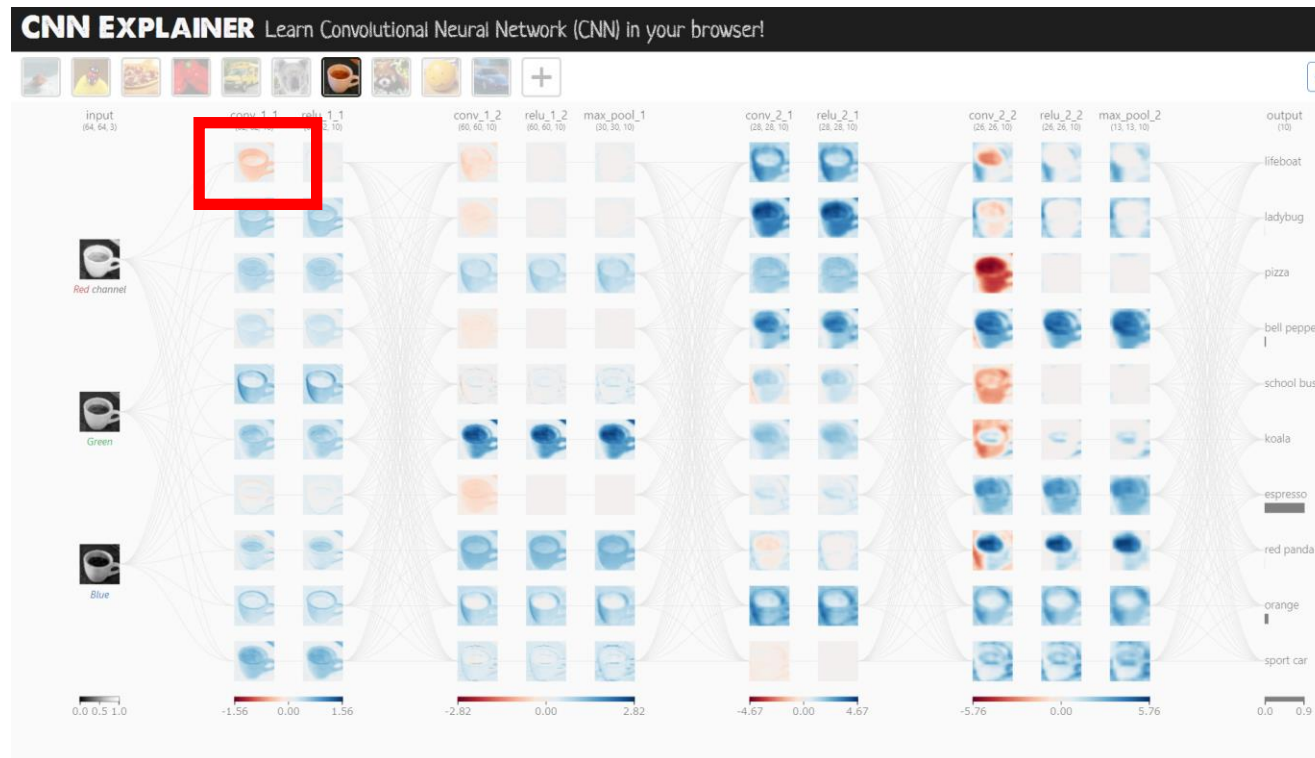 CNN EXPLAINER Learn Convolutional Neural Network (CNN) in your browser!
input conv_1_1 relu_1_1 conv_1_2 relu_1_2 max_pool_1 conv_2_1 relu_2_1 conv_2_2 relu_2_2 max_pool_2 output
(64, 64, 3) (60, 60, 10) (60, 60, 10) (30, 30, 10) (28, 28, 10) (28, 28, 10) (26, 26, 10) (26, 26, 10) (13, 13, 10) (10)
lifeboat
ladybug
pizza
Red channel
bell peppe
school bus
koala
Green
espresso
red panda
Blue
orange
sport car
0.0 0.5 1.0 -1.56 0.00 1.56 -2.82 0.00 2.82 -4.67 0.00 4.67 -5.76 0.00 5.76 0.0 0.9